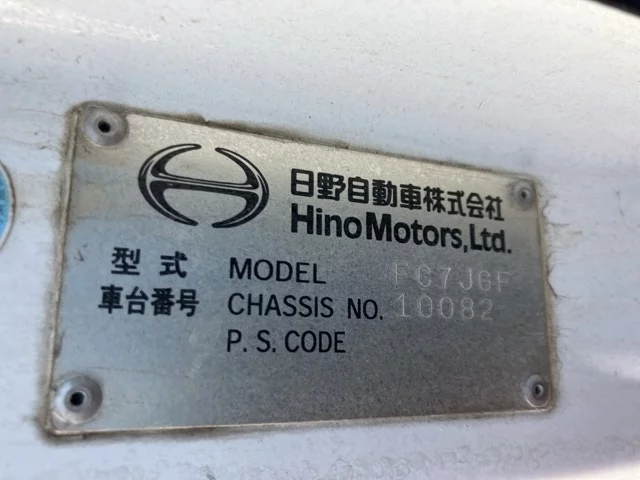 日野自動車株式会社
Hino Motors, Ltd.
型式 MODEL FC7JGF
車台番号 CHASSIS NO. 10082
P. S. CODE